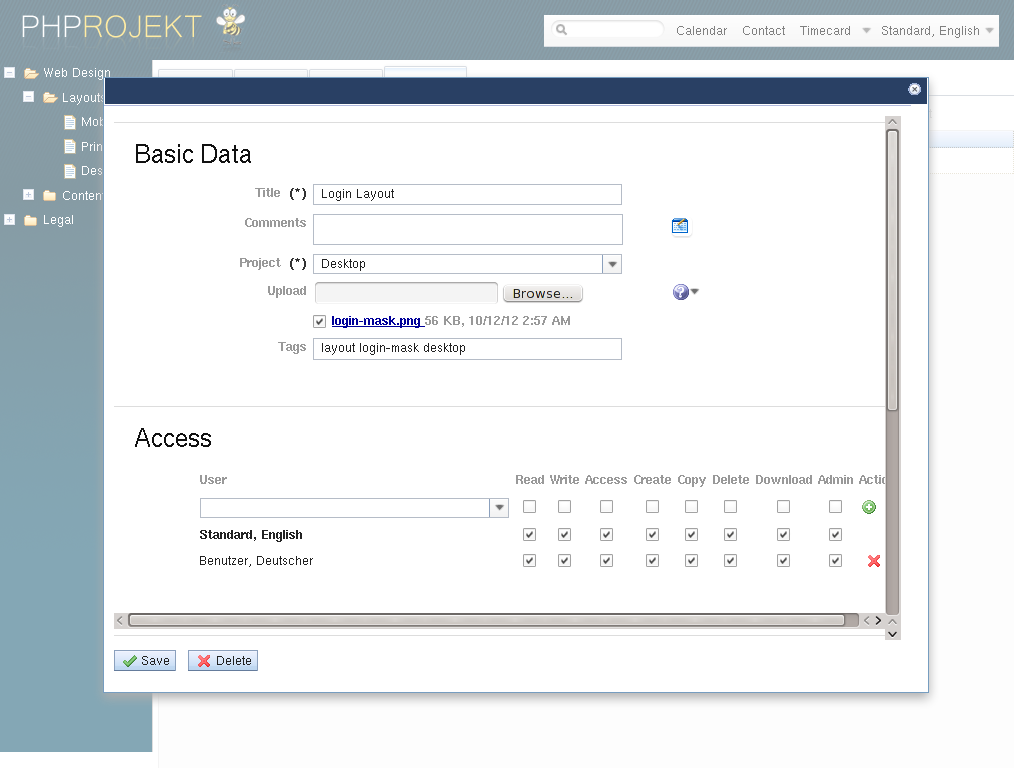 PHPROJEKT
Calendar Contact Timecard Standard, English
Web Design
Layouts
Mob
Prin
Des
Conten
Legal
Basic Data
Title (*) Login Layout
Comments
Project (*) Desktop
Upload Browse...
login-mask.png 56 KB, 10/12/12 2:57 AM
Tags layout login-mask desktop
Access
User Read Write Access Create Copy Delete Download Admin Actio
Standard, English
Benutzer, Deutscher
Save Delete